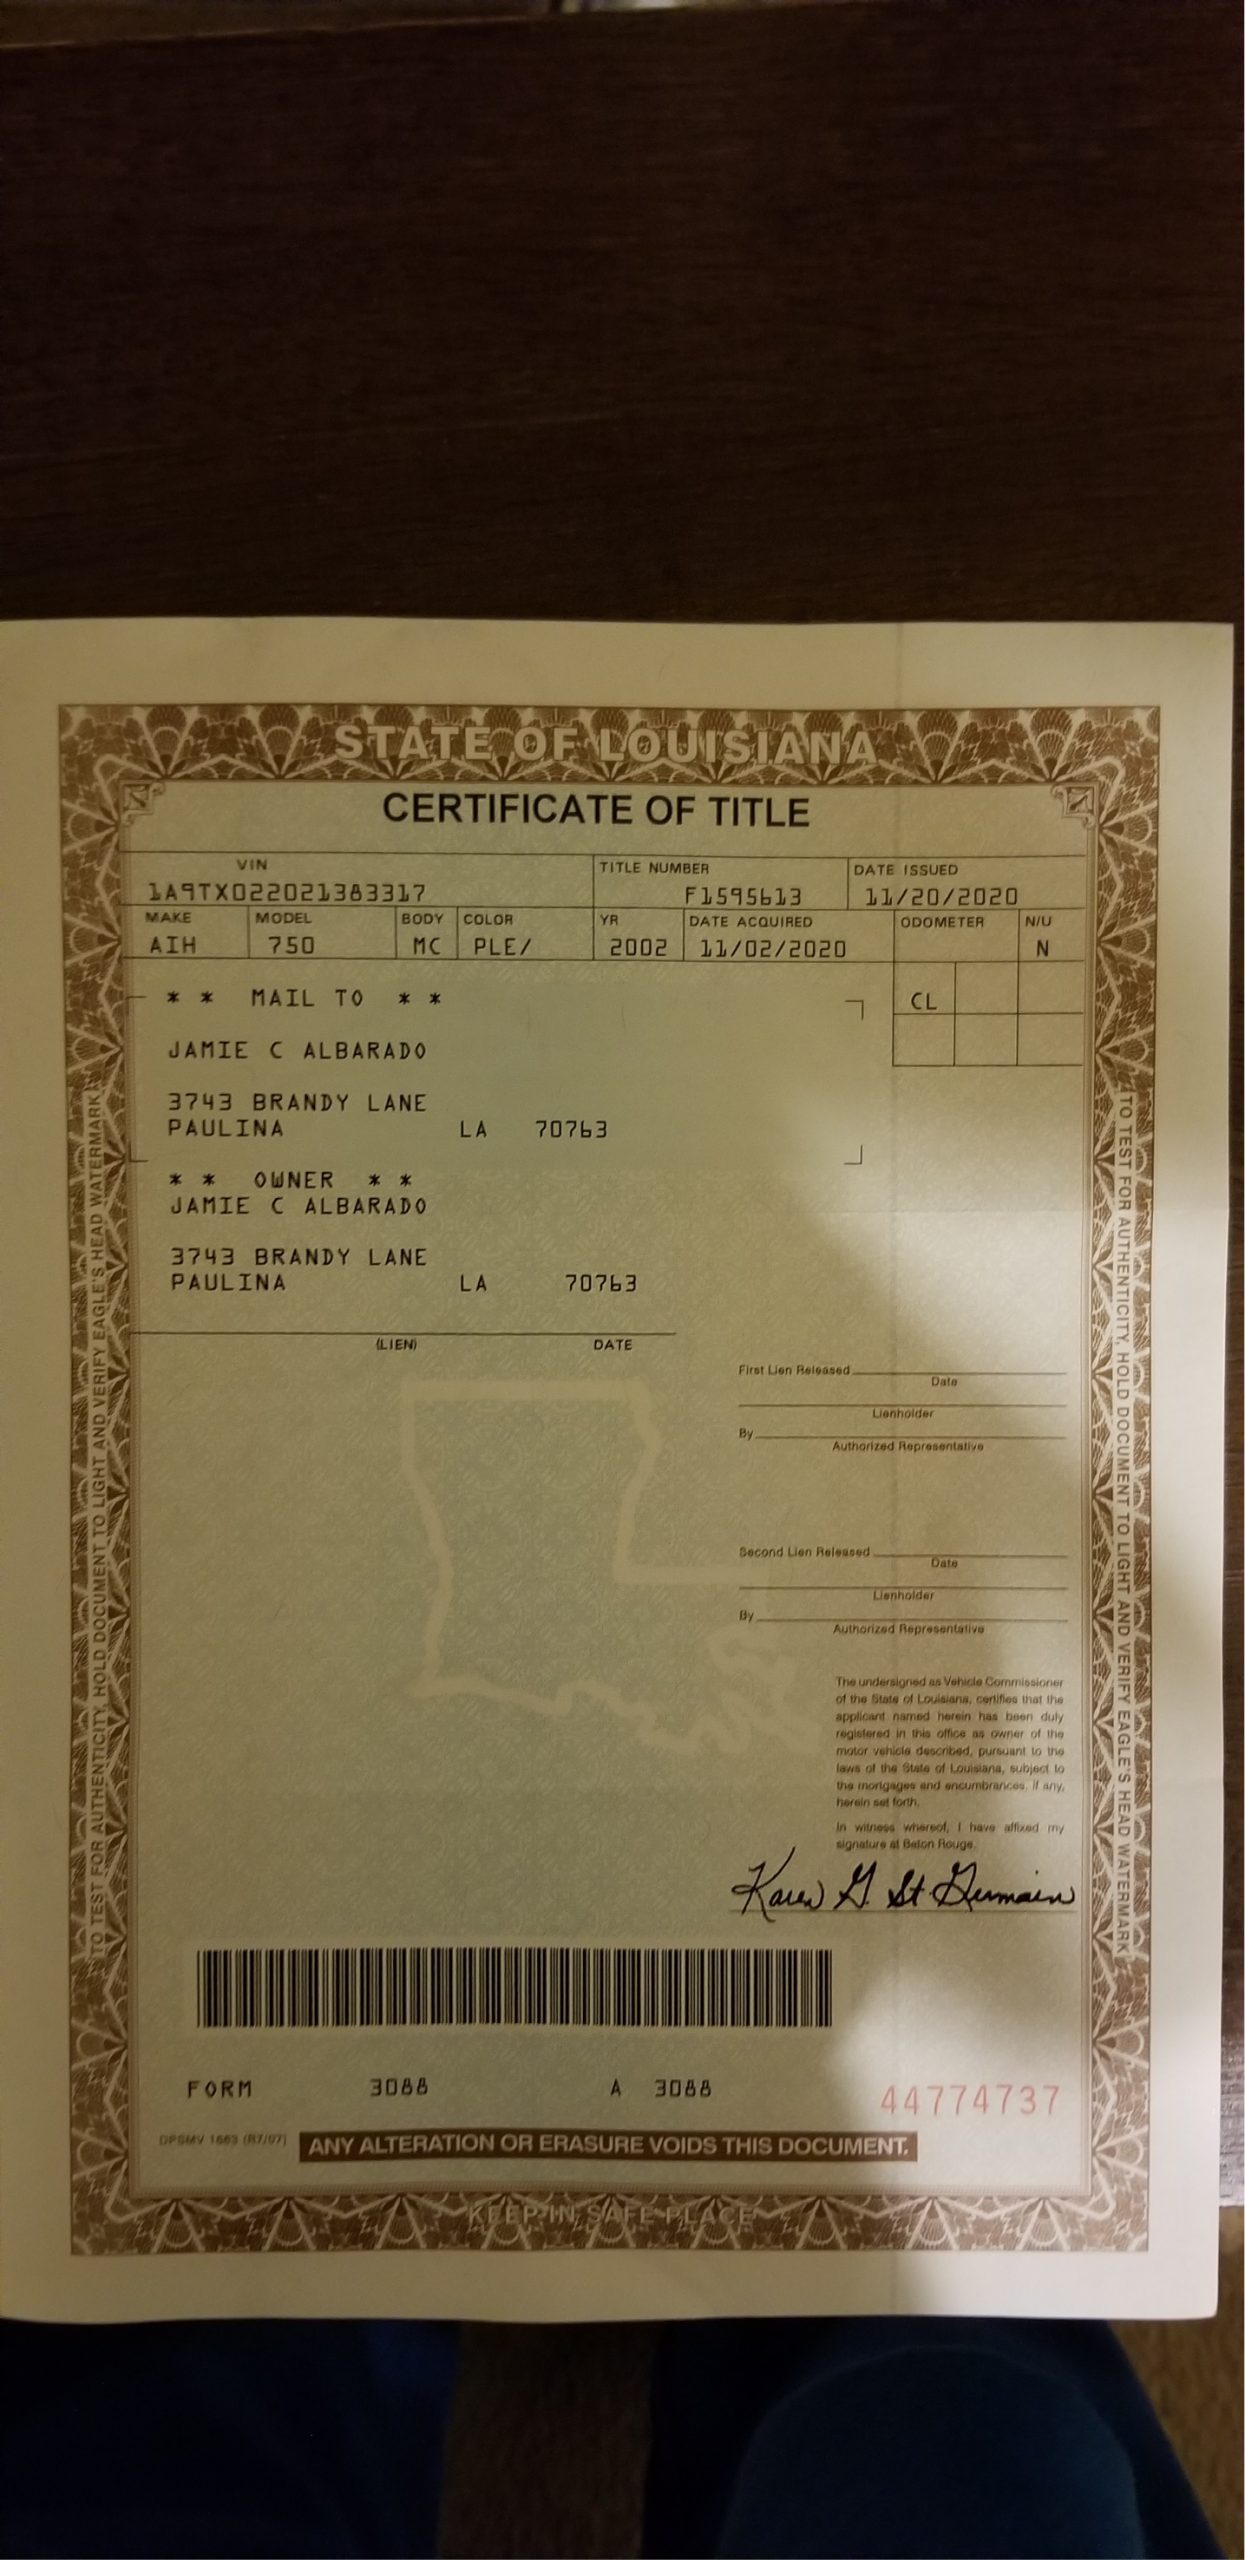 STATE OF LOUISIANA
CERTIFICATE OF TITLE
VIN TITLE NUMBER DATE ISSUED
1A9TX022021383317 F1595613 11/20/2020
MAKE MODEL BODY COLOR YR DATE ACQUIRED ODOMETER N/U
AIH 750 MC PLE/ 2002 11/02/2020 N
* * MAIL TO * * CL
JAMIE C ALBARADO
3743 BRANDY LANE
PAULINA LA 70763
* * OWNER * *
JAMIE C ALBARADO
3743 BRANDY LANE
PAULINA LA 70763
(LIEN) DATE
First Lien Released
Date
Lienholder
By
Authorized Representative
Second Lien Released
Date
Lienholder
By
Authorized Representative
The undersigned as Vehicle Commissioner
of the State of Louisiana, certifies that the
applicant named herein has been duly
registered in this office as owner of the
motor vehicle described, pursuant to the
laws of the State of Louisiana, subject to
the mortgages and encumbrances, if any,
herein set forth.
In witness whereof, I have affixed my
signature at Baton Rouge.
Karen G. St Germain
FORM 3088 A 3088
44774737
DPSMV 1663 (R7/07)
ANY ALTERATION OR ERASURE VOIDS THIS DOCUMENT.
KEEP IN SAFE PLACE
TO TEST FOR AUTHENTICITY, HOLD DOCUMENT TO LIGHT AND VERIFY EAGLE'S HEAD WATERMARK
TO TEST FOR AUTHENTICITY, HOLD DOCUMENT TO LIGHT AND VERIFY EAGLE'S HEAD WATERMARK